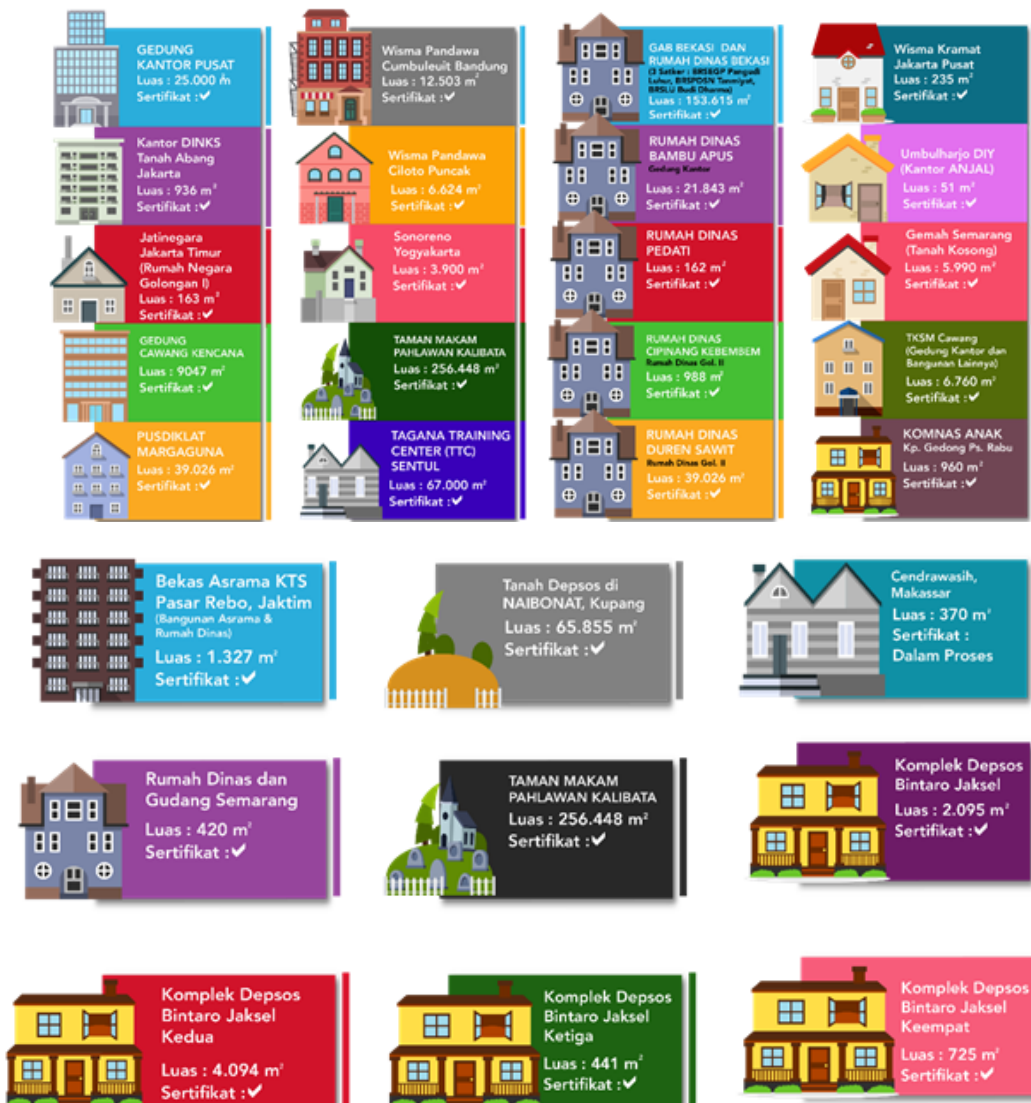 GEDUNG
KANTOR PUSAT
Luas : 25.000 m
Sertifikat :✔
Kantor DINKS
Tanah Abang
Jakarta
Luas : 936 m²
Sertifikat :✔
Jatinegara
Jakarta Timur
(Rumah Negara
Golongan I)
Luas : 163 m²
Sertifikat :✔
GEDUNG
CAWANG KENCANA
Luas : 9047 m²
Sertifikat :✔
PUSDIKLAT
MARGAGUNA
Luas : 39.026 m²
Sertifikat :✔
Wisma Pandawa
Cumbuleuit Bandung
Luas : 12.503 m²
Sertifikat :✔
Wisma Pandawa
Ciloto Puncak
Luas : 6.624 m²
Sertifikat :✔
Sonoreno
Yogyakarta
Luas : 3.900 m²
Sertifikat :✔
TAMAN MAKAM
PAHLAWAN KALIBATA
Luas : 256.448 m²
Sertifikat :✔
TAGANA TRAINING
CENTER (TTC)
SENTUL
Luas : 67.000 m²
Sertifikat :✔
GAB BEKASI DAN
RUMAH DINAS BEKASI
(3 Satker : BRSEGP Pangudi
Luhur, BRSPDSN Tanmiyat,
BRSLU Budi Dharma)
Luas : 153.615 m²
Sertifikat :✔
RUMAH DINAS
BAMBU APUS
Gedung Kantor
Luas : 21.843 m²
Sertifikat :✔
RUMAH DINAS
PEDATI
Luas : 162 m²
Sertifikat :✔
RUMAH DINAS
CIPINANG KEBEMBEM
Rumah Dinas Gol. II
Luas : 988 m²
Sertifikat :✔
RUMAH DINAS
DUREN SAWIT
Rumah Dinas Gol. II
Luas : 39.026 m²
Sertifikat :✔
Wisma Kramat
Jakarta Pusat
Luas : 235 m²
Sertifikat :✔
Umbulharjo DIY
(Kantor ANJAL)
Luas : 51 m²
Sertifikat :✔
Gemah Semarang
(Tanah Kosong)
Luas : 5.990 m²
Sertifikat :✔
TKSM Cawang
(Gedung Kantor dan
Bangunan Lainnya)
Luas : 6.760 m²
Sertifikat :✔
KOMNAS ANAK
Kp. Gedong Ps. Rabu
Luas : 960 m²
Sertifikat :✔
Bekas Asrama KTS
Pasar Rebo, Jaktim
(Bangunan Asrama &
Rumah Dinas)
Luas : 1.327 m²
Sertifikat :✔
Tanah Depsos di
NAIBONAT, Kupang
Luas : 65.855 m²
Sertifikat :✔
Cendrawasih,
Makassar
Luas : 370 m²
Sertifikat :
Dalam Proses
Rumah Dinas dan
Gudang Semarang
Luas : 420 m²
Sertifikat :✔
TAMAN MAKAM
PAHLAWAN KALIBATA
Luas : 256.448 m²
Sertifikat :✔
Komplek Depsos
Bintaro Jaksel
Luas : 2.095 m²
Sertifikat :✔
Komplek Depsos
Bintaro Jaksel
Kedua
Luas : 4.094 m²
Sertifikat :✔
Komplek Depsos
Bintaro Jaksel
Ketiga
Luas : 441 m²
Sertifikat :✔
Komplek Depsos
Bintaro Jaksel
Keempat
Luas : 725 m²
Sertifikat :✔